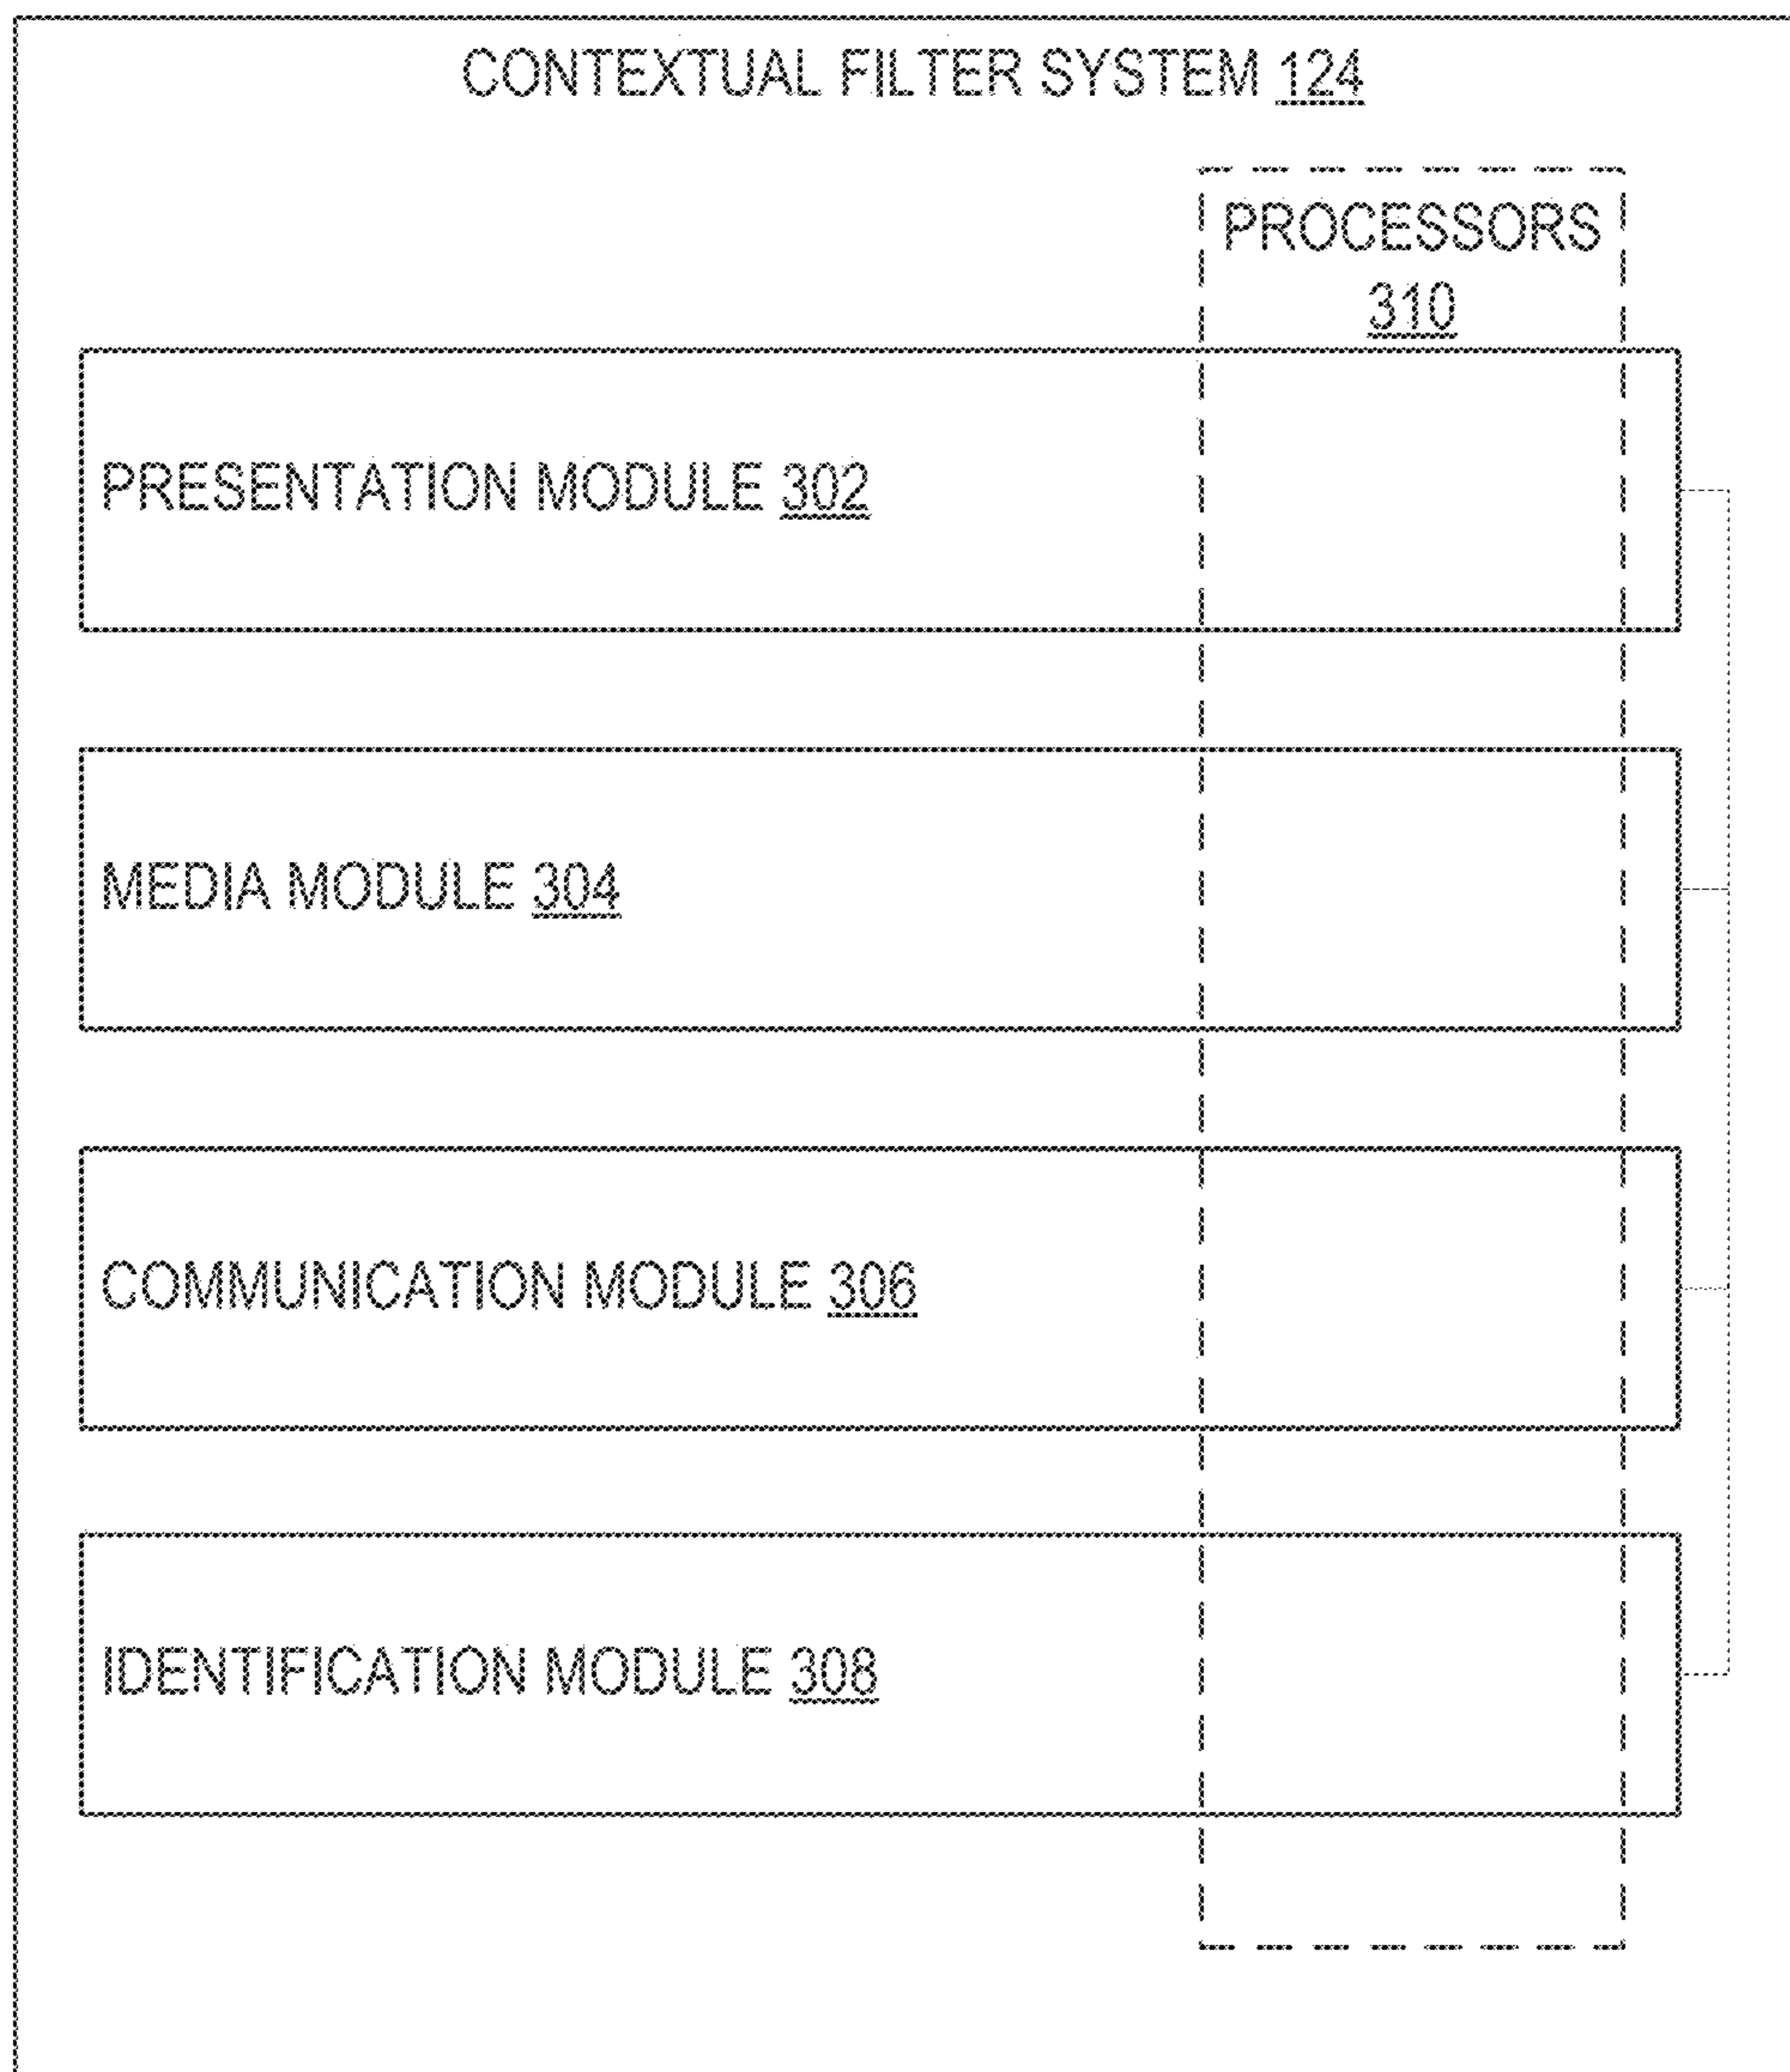 CONTEXTUAL FILTER SYSTEM 124
PROCESSORS
310
PRESENTATION MODULE 302
MEDIA MODULE 304
COMMUNICATION MODULE 306
IDENTIFICATION MODULE 308